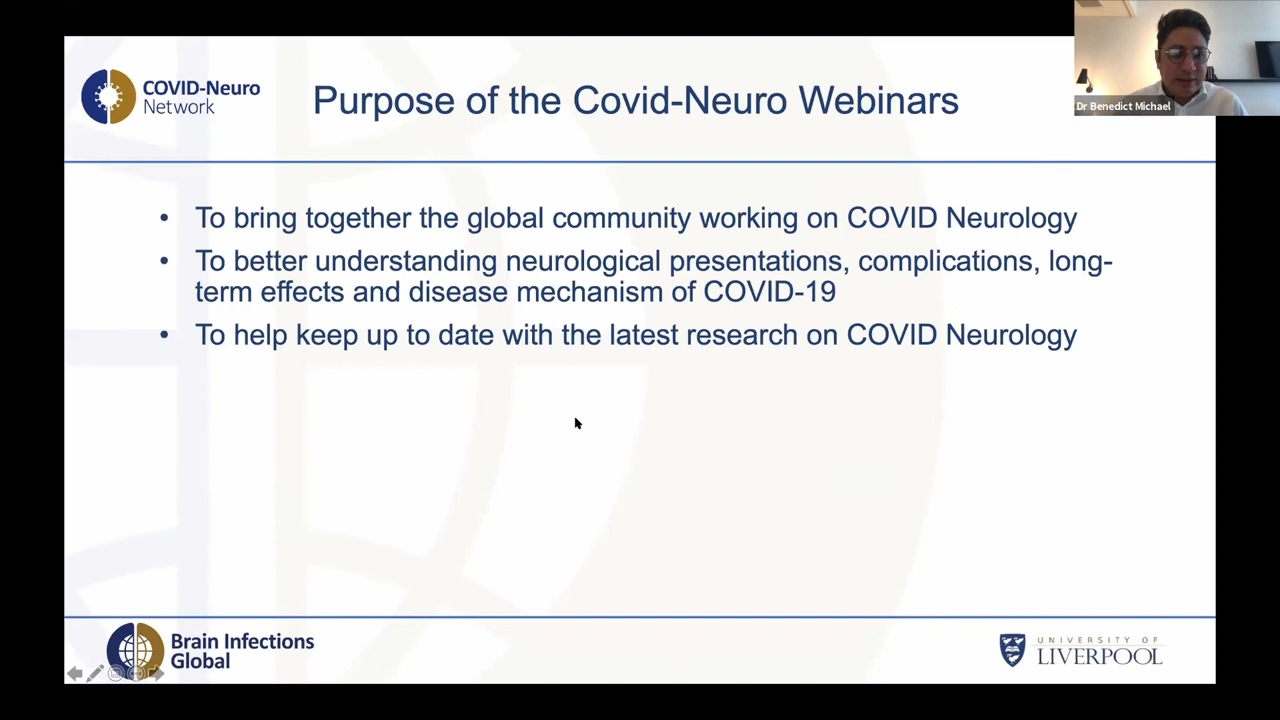 COVID-Neuro
Network
Purpose of the Covid-Neuro Webinars
Dr Benedict Michael
• To bring together the global community working on COVID Neurology
• To better understanding neurological presentations, complications, long-
term effects and disease mechanism of COVID-19
• To help keep up to date with the latest research on COVID Neurology
Brain Infections
Global
UNIVERSITY OF
LIVERPOOL